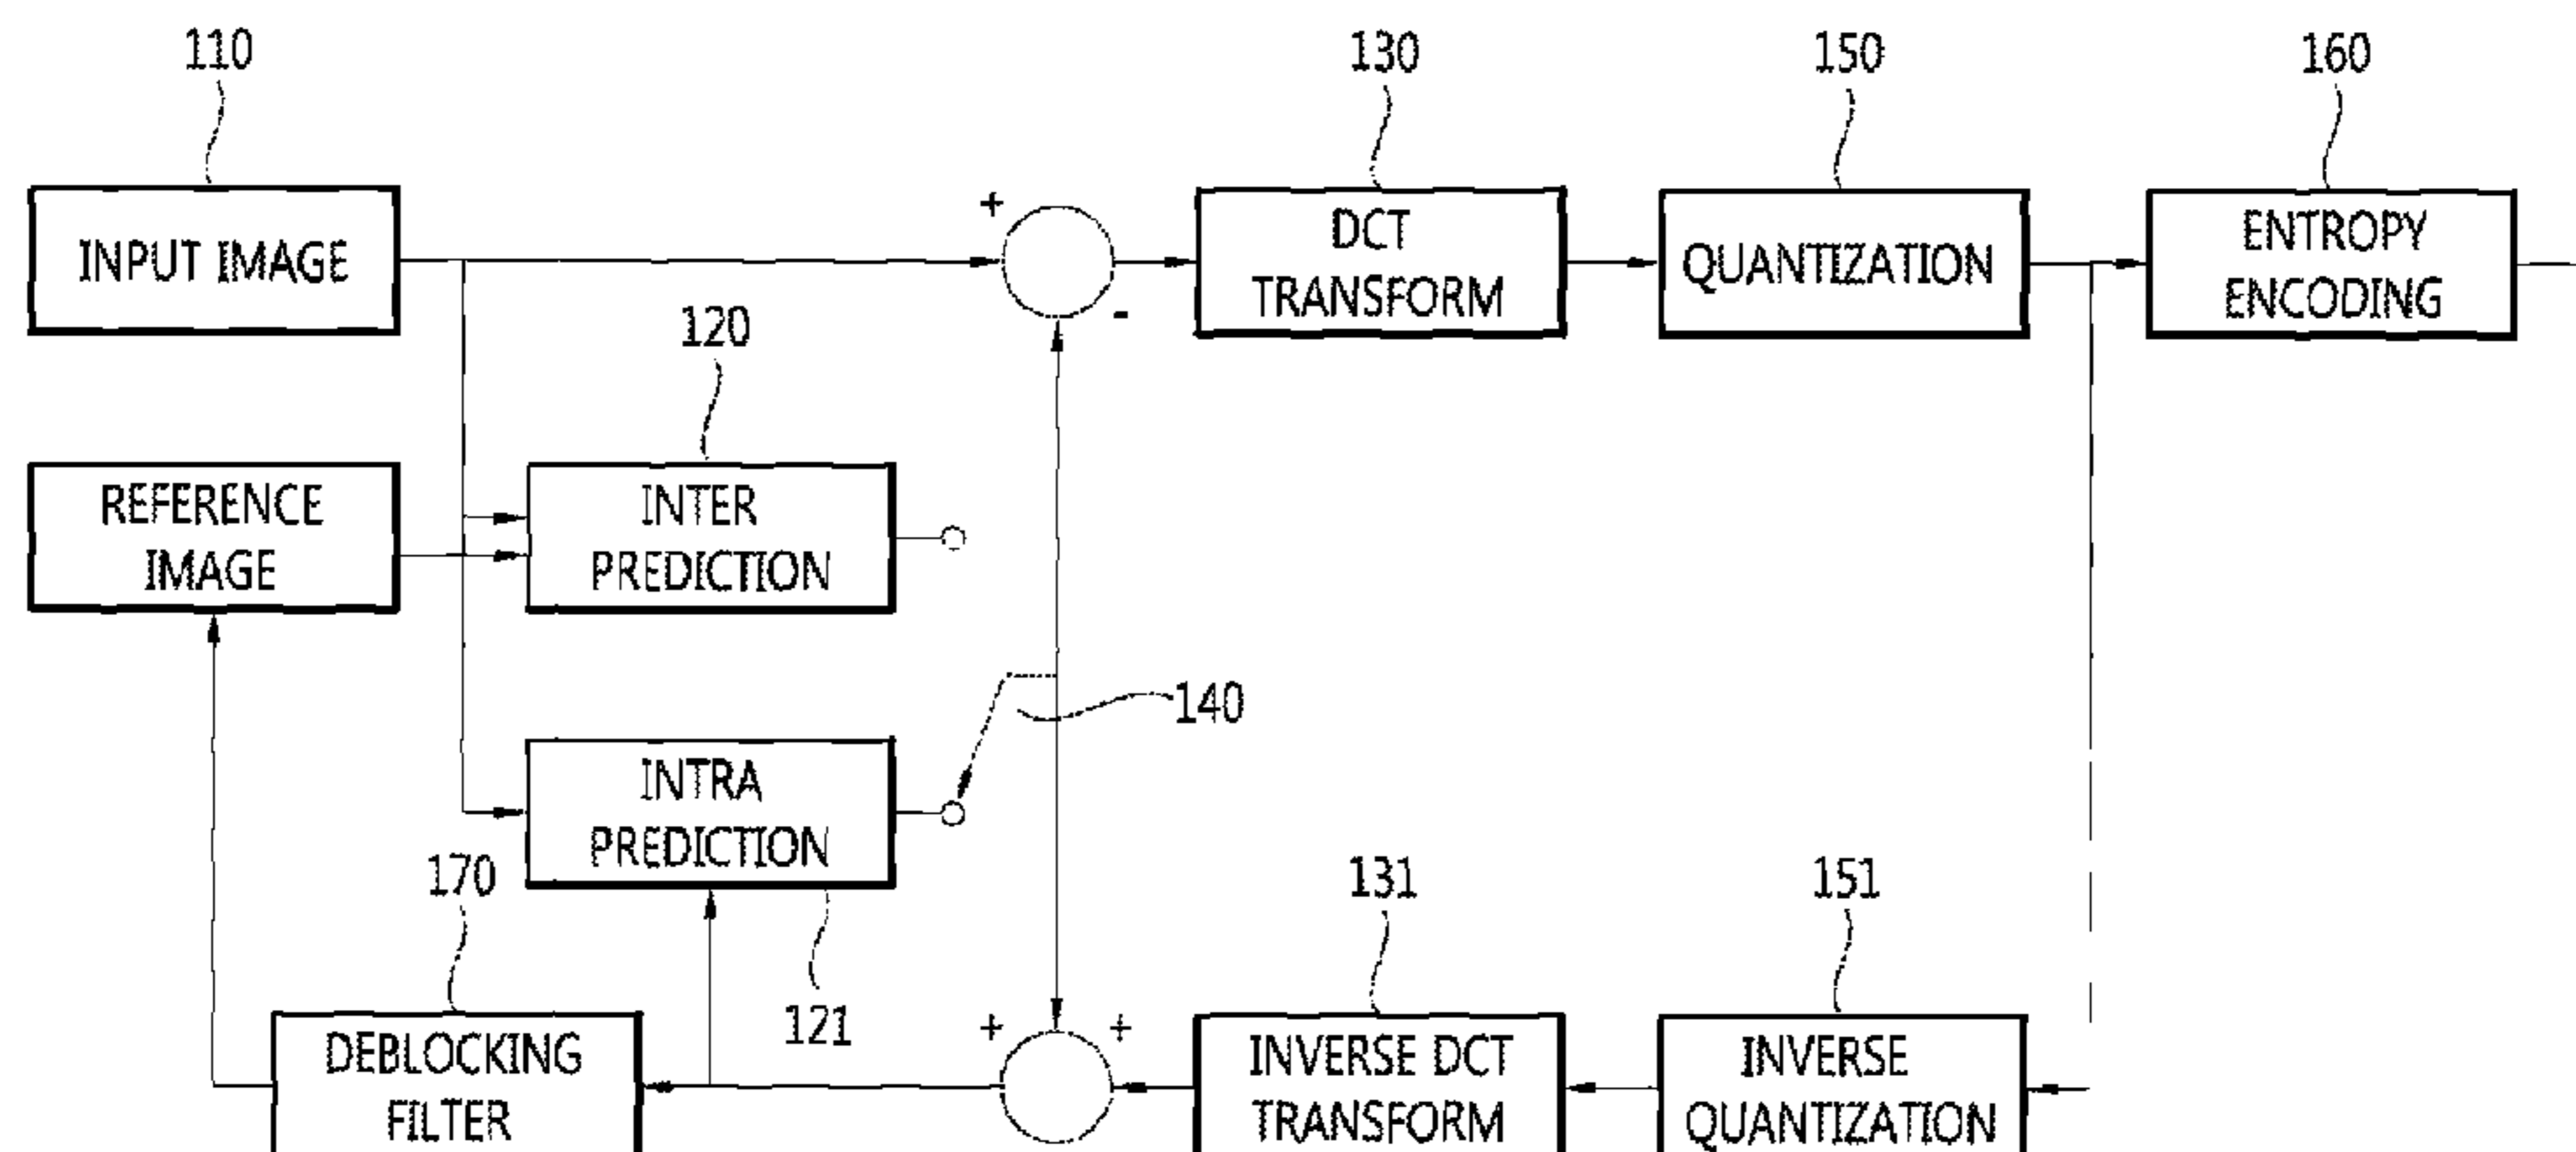 110
130
150
160
INPUT IMAGE
+
-
DCT
TRANSFORM
QUANTIZATION
ENTROPY
ENCODING
120
REFERENCE
IMAGE
INTER
PREDICTION
140
INTRA
PREDICTION
170
121
131
151
DEBLOCKING
FILTER
+
+
INVERSE DCT
TRANSFORM
INVERSE
QUANTIZATION